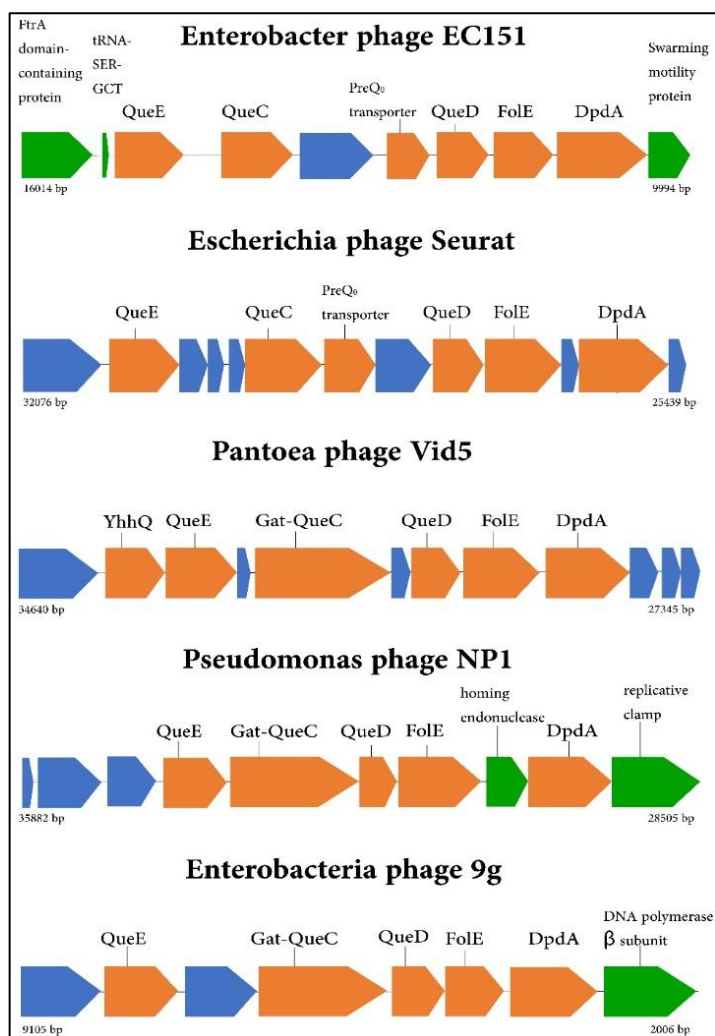 Enterobacter phage EC151
FtrA
domain-
containing
protein
tRNA-
SER-
GCT
QueE
QueC
PreQ₀
transporter
QueD
FolE
DpdA
Swarming
motility
protein
16014 bp
9994 bp
Escherichia phage Seurat
QueE
QueC
PreQ₀
transporter
QueD
FolE
DpdA
32076 bp
25439 bp
Pantoea phage Vid5
YhhQ
QueE
Gat-QueC
QueD
FolE
DpdA
34640 bp
27345 bp
Pseudomonas phage NP1
QueE
Gat-QueC
QueD
FolE
homing
endonuclease
DpdA
replicative
clamp
35882 bp
28505 bp
Enterobacteria phage 9g
QueE
Gat-QueC
QueD
FolE
DpdA
DNA polymerase
β subunit
9105 bp
2006 bp